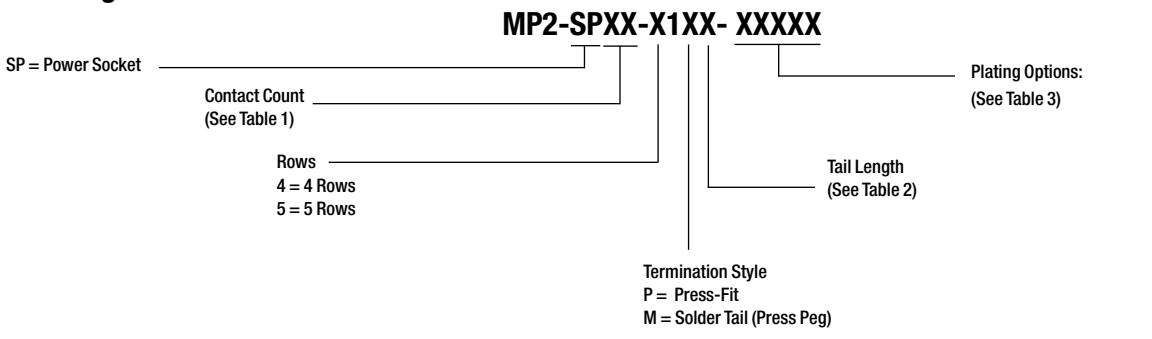 MP2-SPXX-X1XX- XXXXX
SP = Power Socket
Contact Count
(See Table 1)
Rows
4 = 4 Rows
5 = 5 Rows
Termination Style
P = Press-Fit
M = Solder Tail (Press Peg)
Tail Length
(See Table 2)
Plating Options:
(See Table 3)